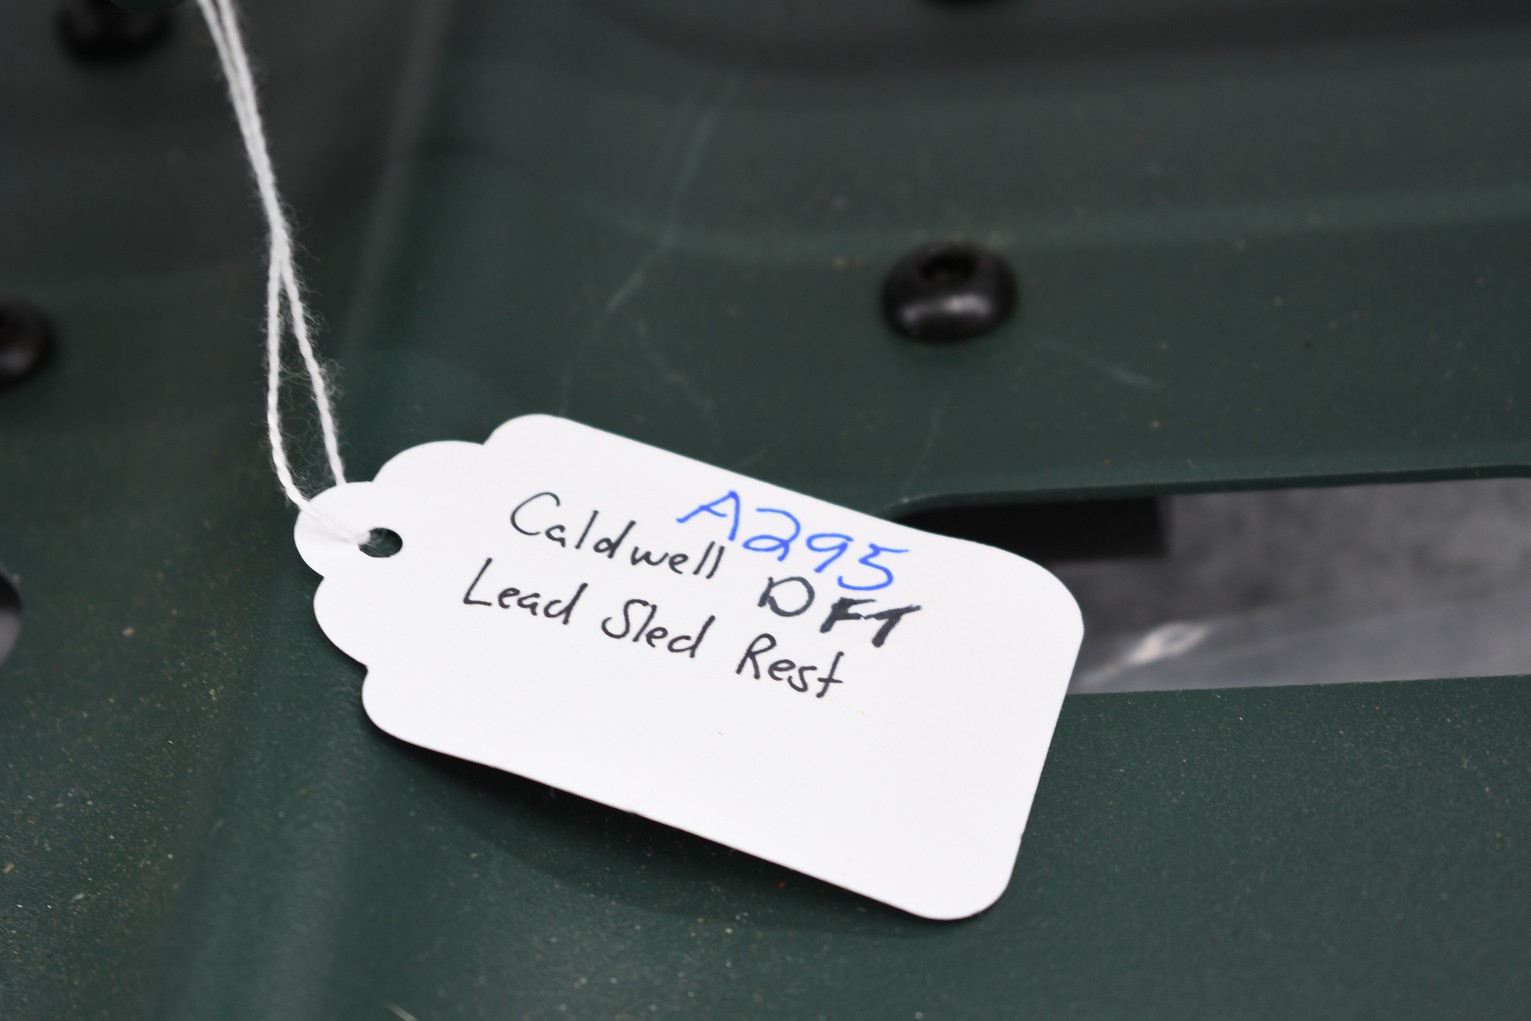 A295
Caldwell DFT
Lead Sled Rest